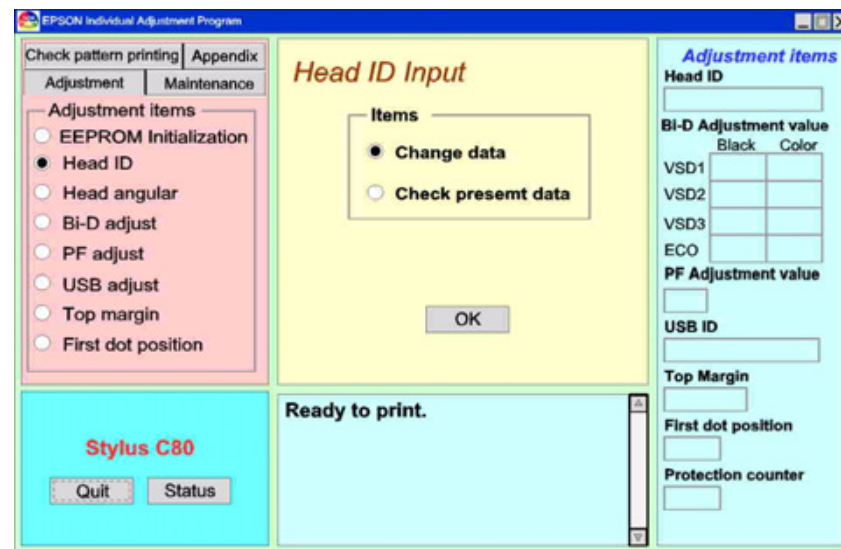 EPSON Individual Adjustment Program
Check pattern printing Appendix
Adjustment Maintenance
Adjustment items
EEPROM Initialization
Head ID
Head angular
Bi-D adjust
PF adjust
USB adjust
Top margin
First dot position
Head ID Input
Items
Change data
Check presemt data
OK
Adjustment items
Head ID
Bi-D Adjustment value
Black Color
VSD1
VSD2
VSD3
ECO
PF Adjustment value
USB ID
Top Margin
First dot position
Protection counter
Stylus C80
Quit Status
Ready to print.